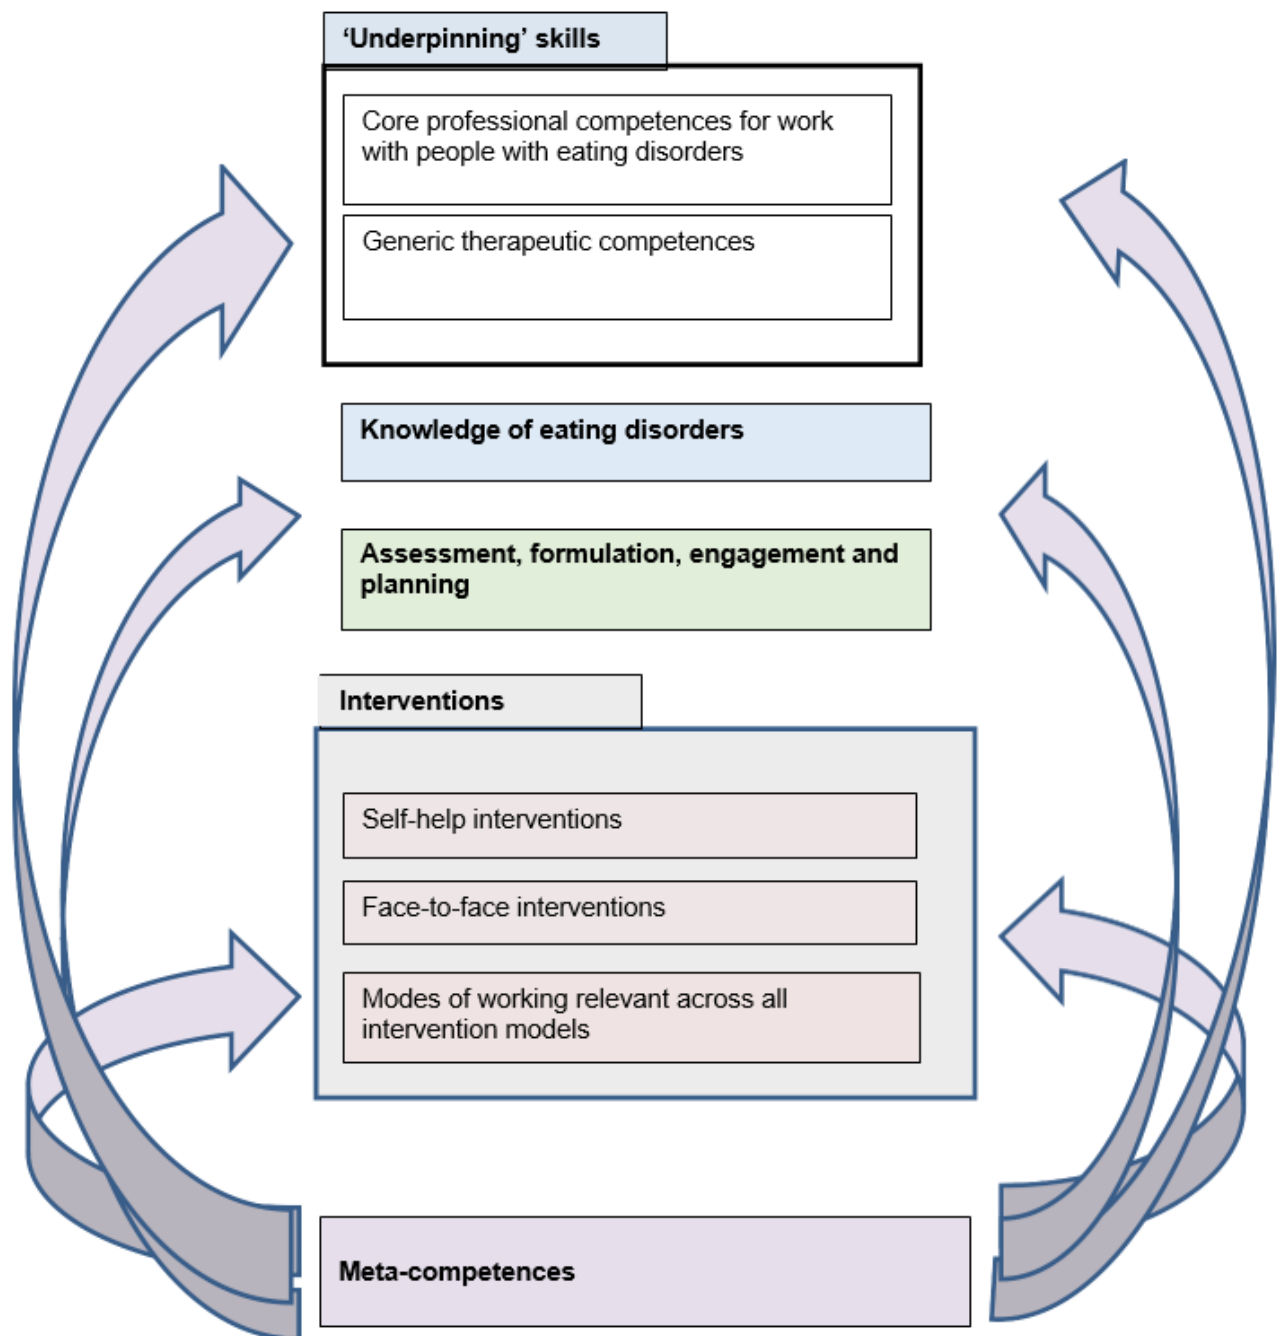 ‘Underpinning’ skills
Core professional competences for work
with people with eating disorders
Generic therapeutic competences
Knowledge of eating disorders
Assessment, formulation, engagement and
planning
Interventions
Self-help interventions
Face-to-face interventions
Modes of working relevant across all
intervention models
Meta-competences